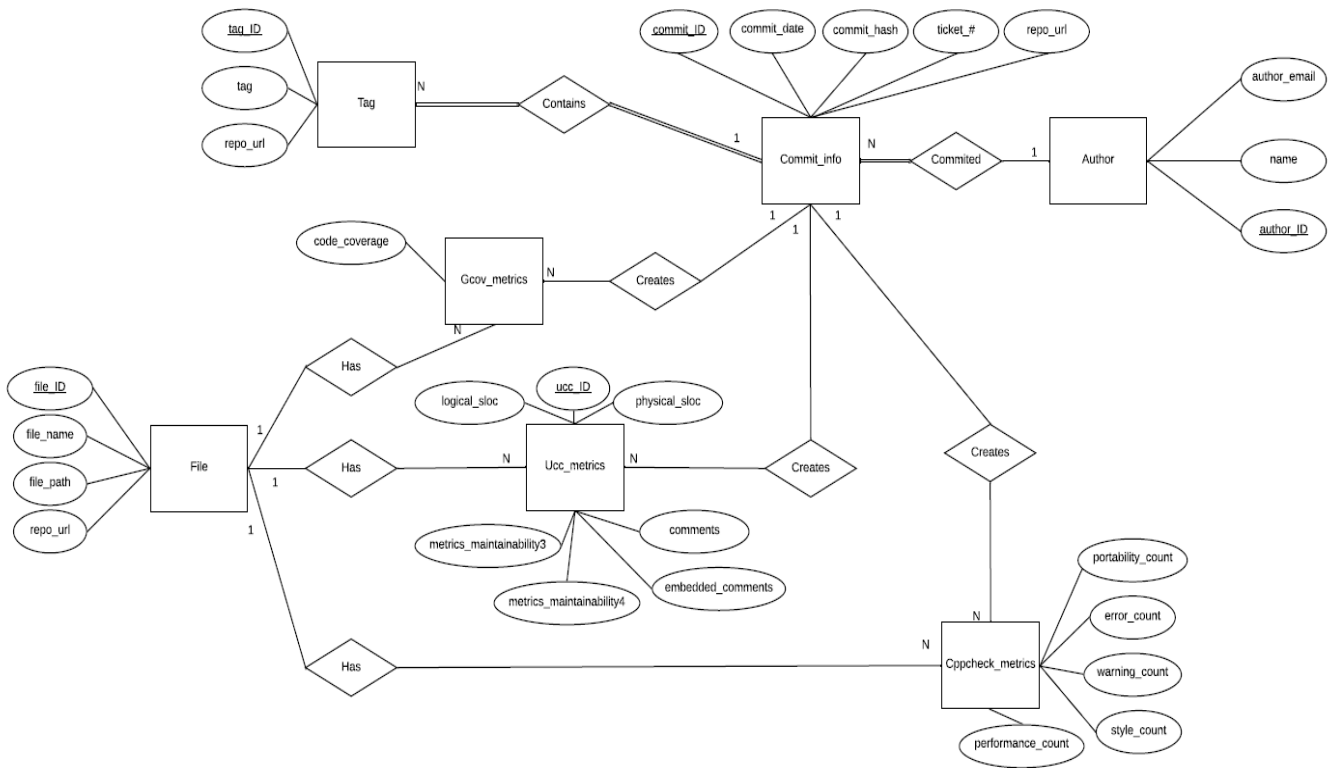 tag_ID
commit_ID
commit_date
commit_hash
ticket_#
repo_url
tag
Tag
N
Contains
author_email
repo_url
1
Commit_info
N
Commited
1
Author
name
author_ID
1
1
1
code_coverage
Gcov_metrics
N
Creates
N
Has
file_ID
file_name
file_path
repo_url
File
1
1
1
Has
logical_sloc
ucc_ID
physical_sloc
N
Ucc_metrics
N
Creates
Creates
metrics_maintainability3
comments
metrics_maintainability4
embedded_comments
Has
N
N
Cppcheck_metrics
portability_count
error_count
warning_count
style_count
performance_count